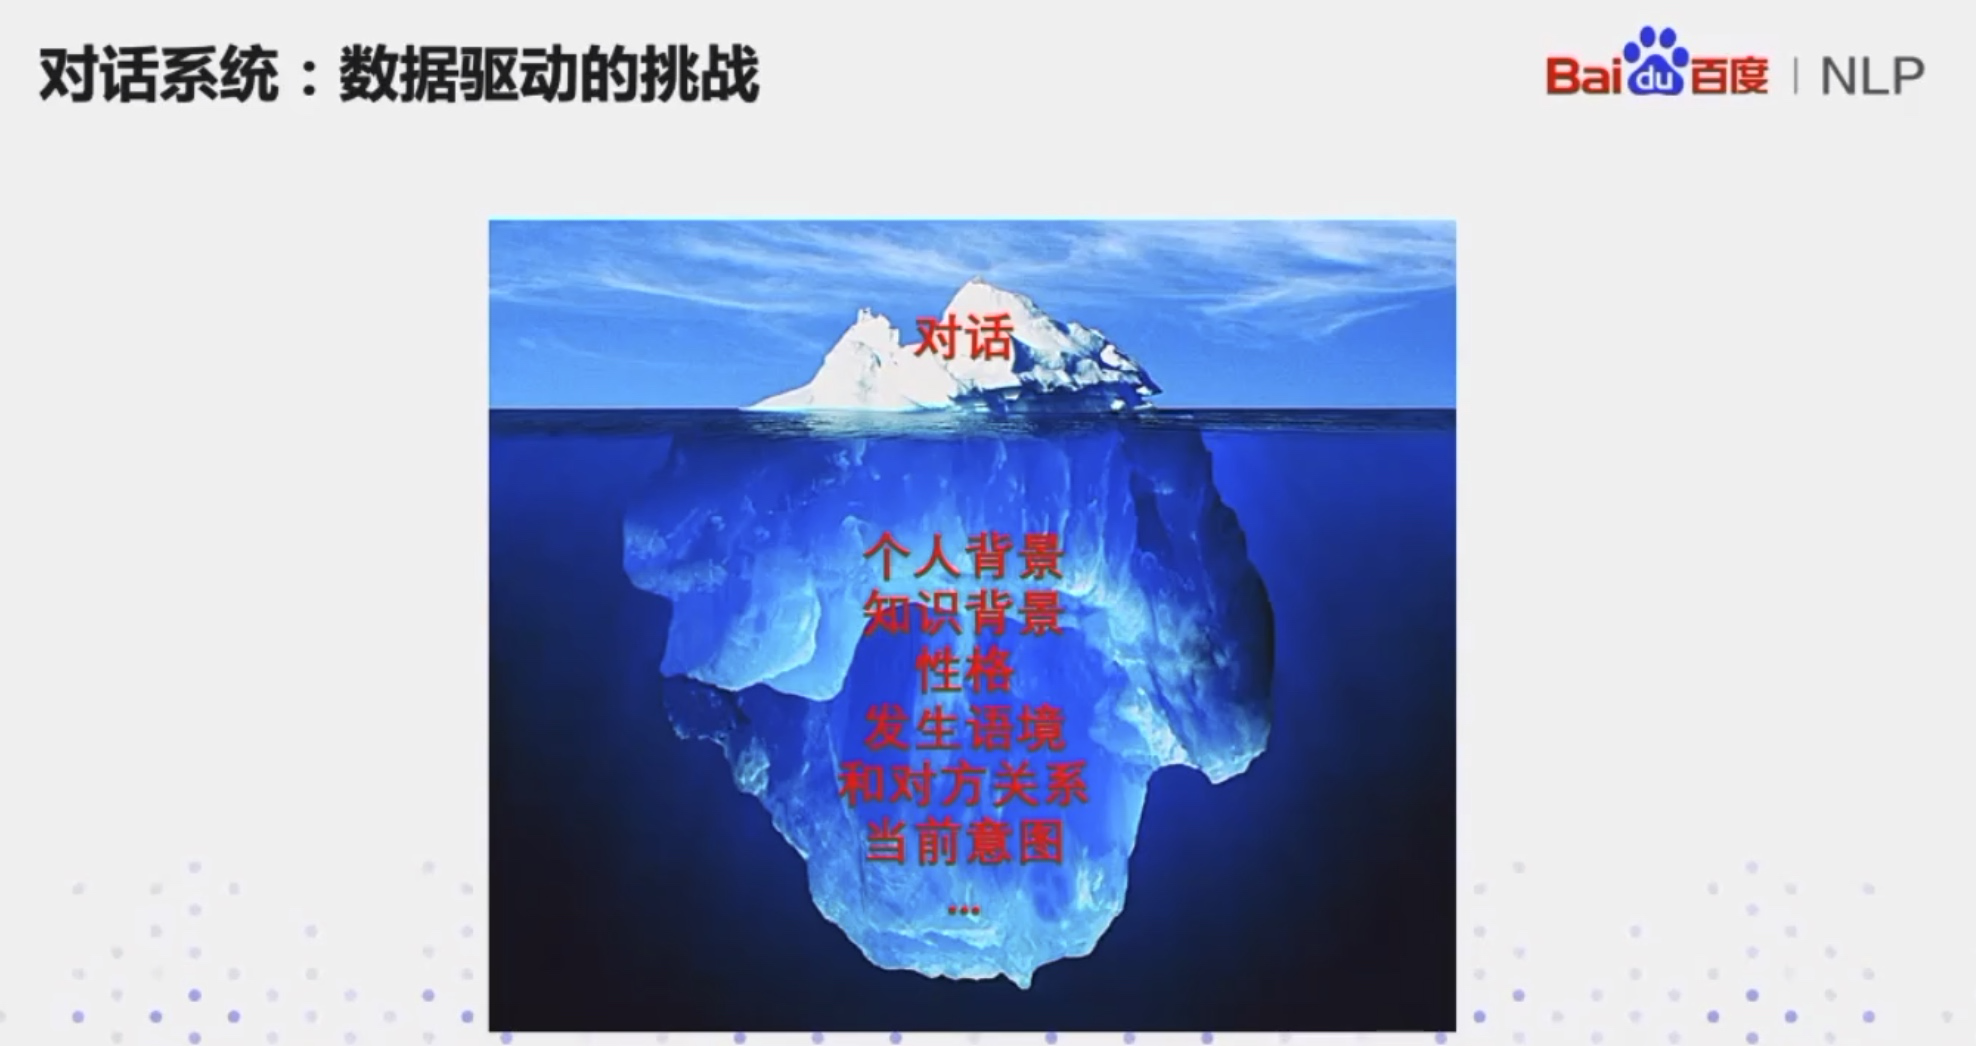 对话系统：数据驱动的挑战
Bai du 百度 | NLP
对话
个人背景
知识背景
性格
发生语境
和对方关系
当前意图
...